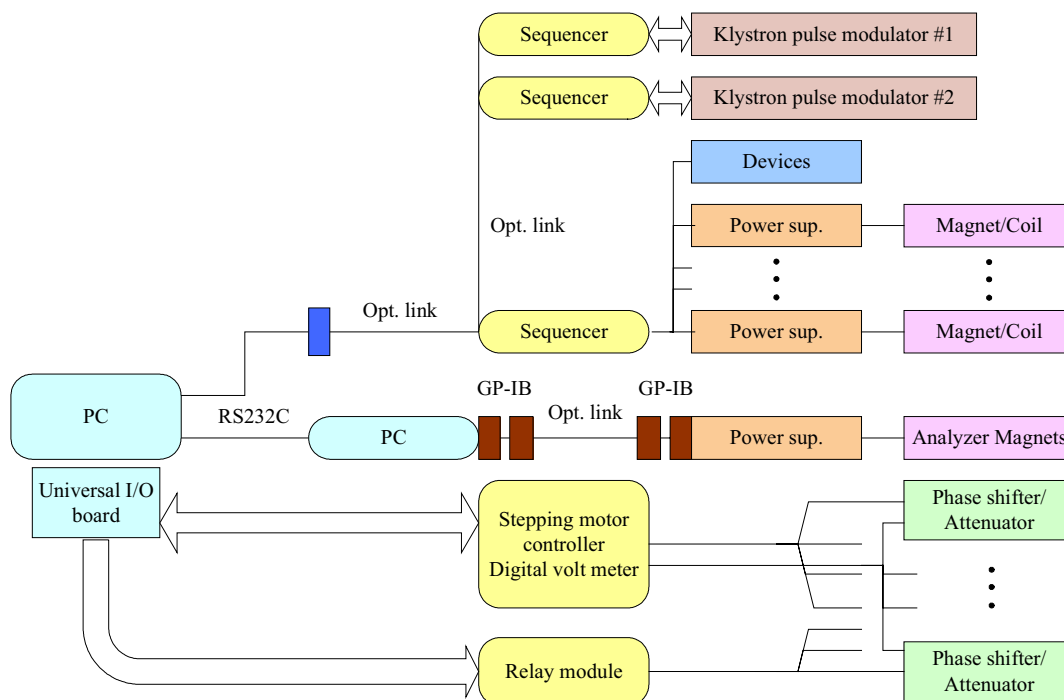 Sequencer
Klystron pulse modulator #1
Sequencer
Klystron pulse modulator #2
Devices
Opt. link
Power sup.
Magnet/Coil
Opt. link
Sequencer
Power sup.
Magnet/Coil
PC
RS232C
PC
GP-IB
Opt. link
GP-IB
Power sup.
Analyzer Magnets
Universal I/O
board
Stepping motor
controller
Digital volt meter
Phase shifter/
Attenuator
Relay module
Phase shifter/
Attenuator